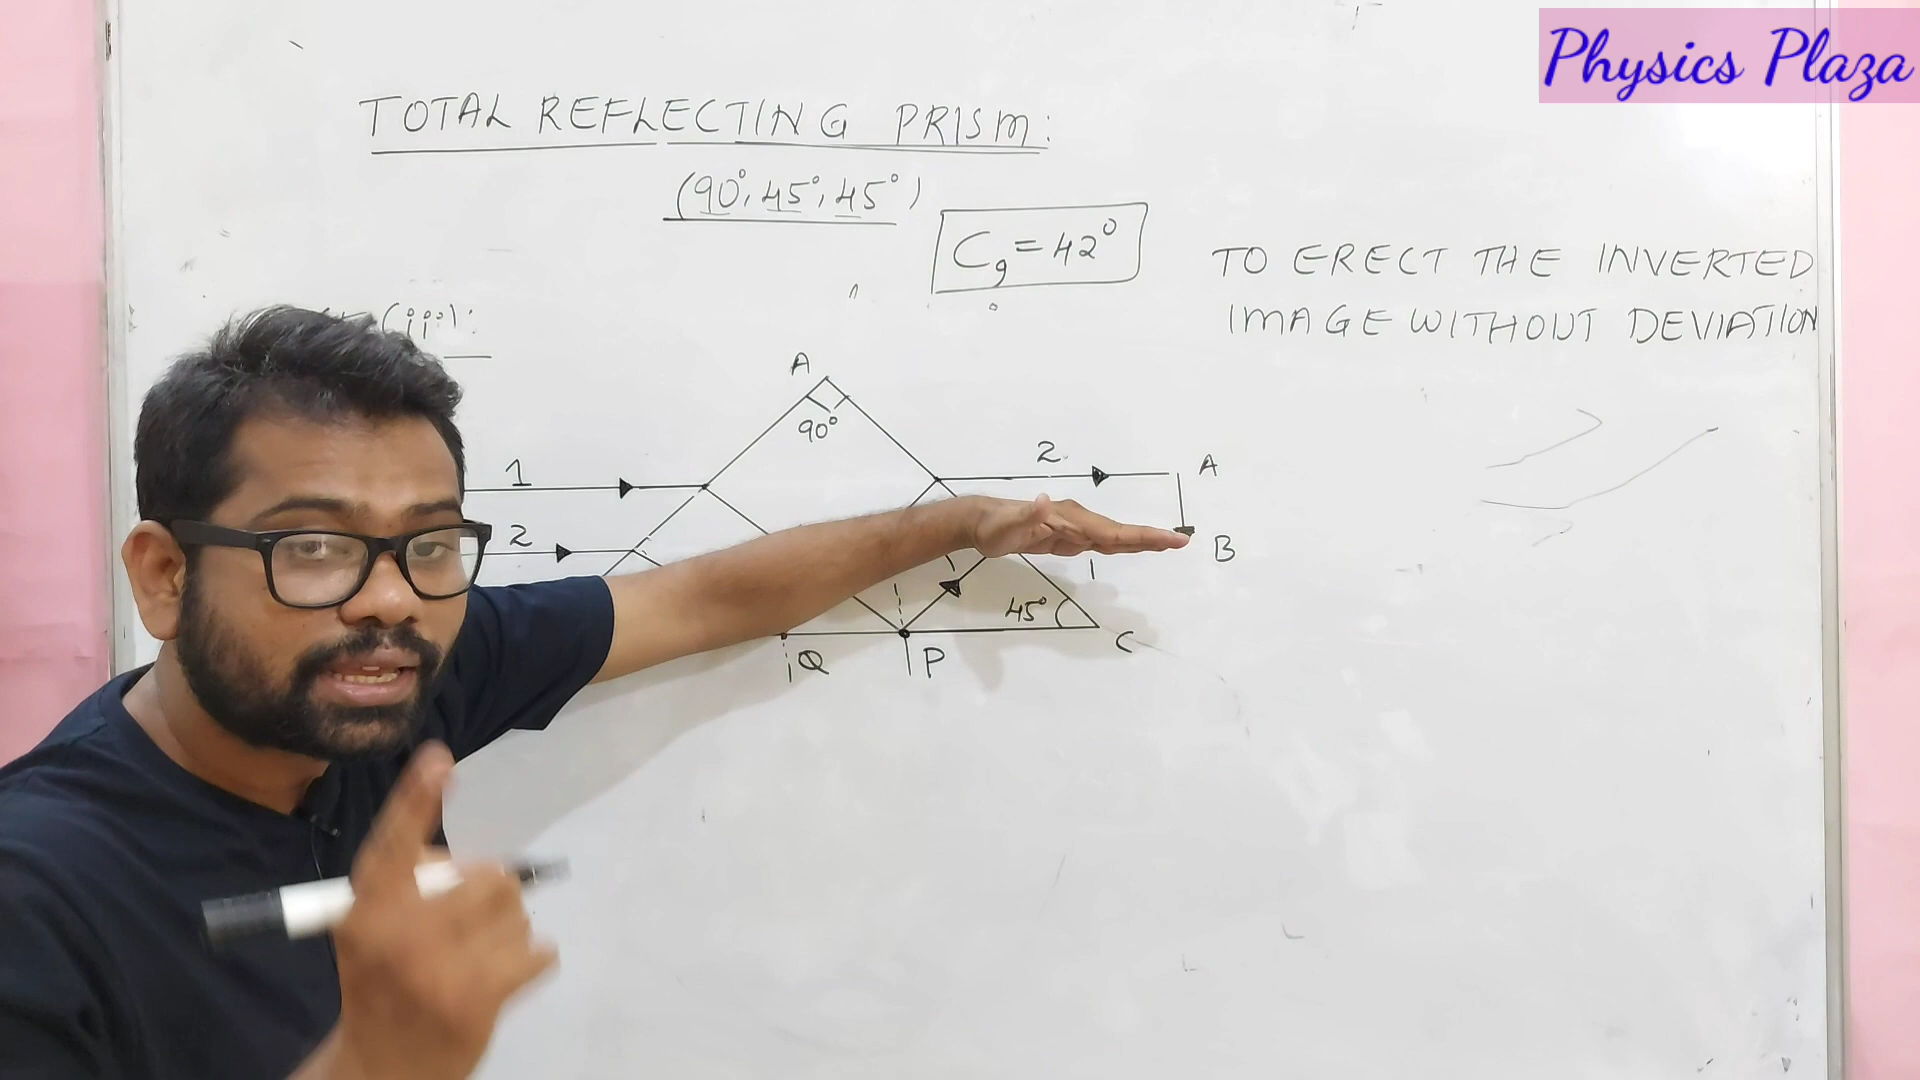 Physics Plaza
TOTAL REFLECTING PRISM:
(90°, 45°, 45°)
Cg = 42°
TO ERECT THE INVERTED
IMAGE WITHOUT DEVIATION
(iii):
A
90°
1
2
2
A
B
1
45°
C
Q
P